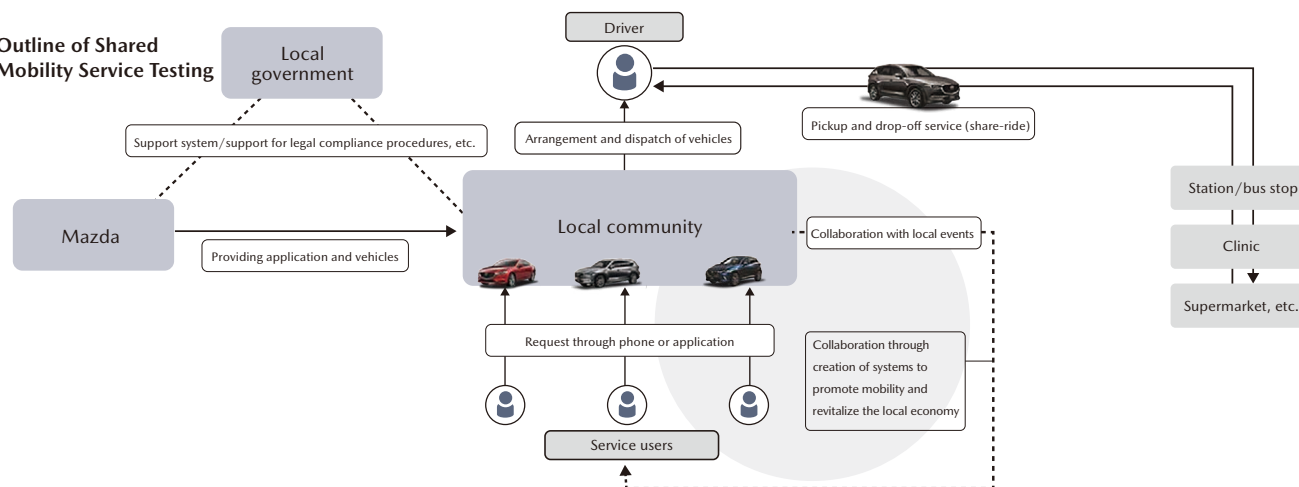 Outline of Shared
Mobility Service Testing
Local
government
Driver
Pickup and drop-off service (share-ride)
Support system/support for legal compliance procedures, etc.
Arrangement and dispatch of vehicles
Station/bus stop
Mazda
Local community
Collaboration with local events
Providing application and vehicles
Clinic
Supermarket, etc.
Request through phone or application
Collaboration through
creation of systems to
promote mobility and
revitalize the local economy
Service users